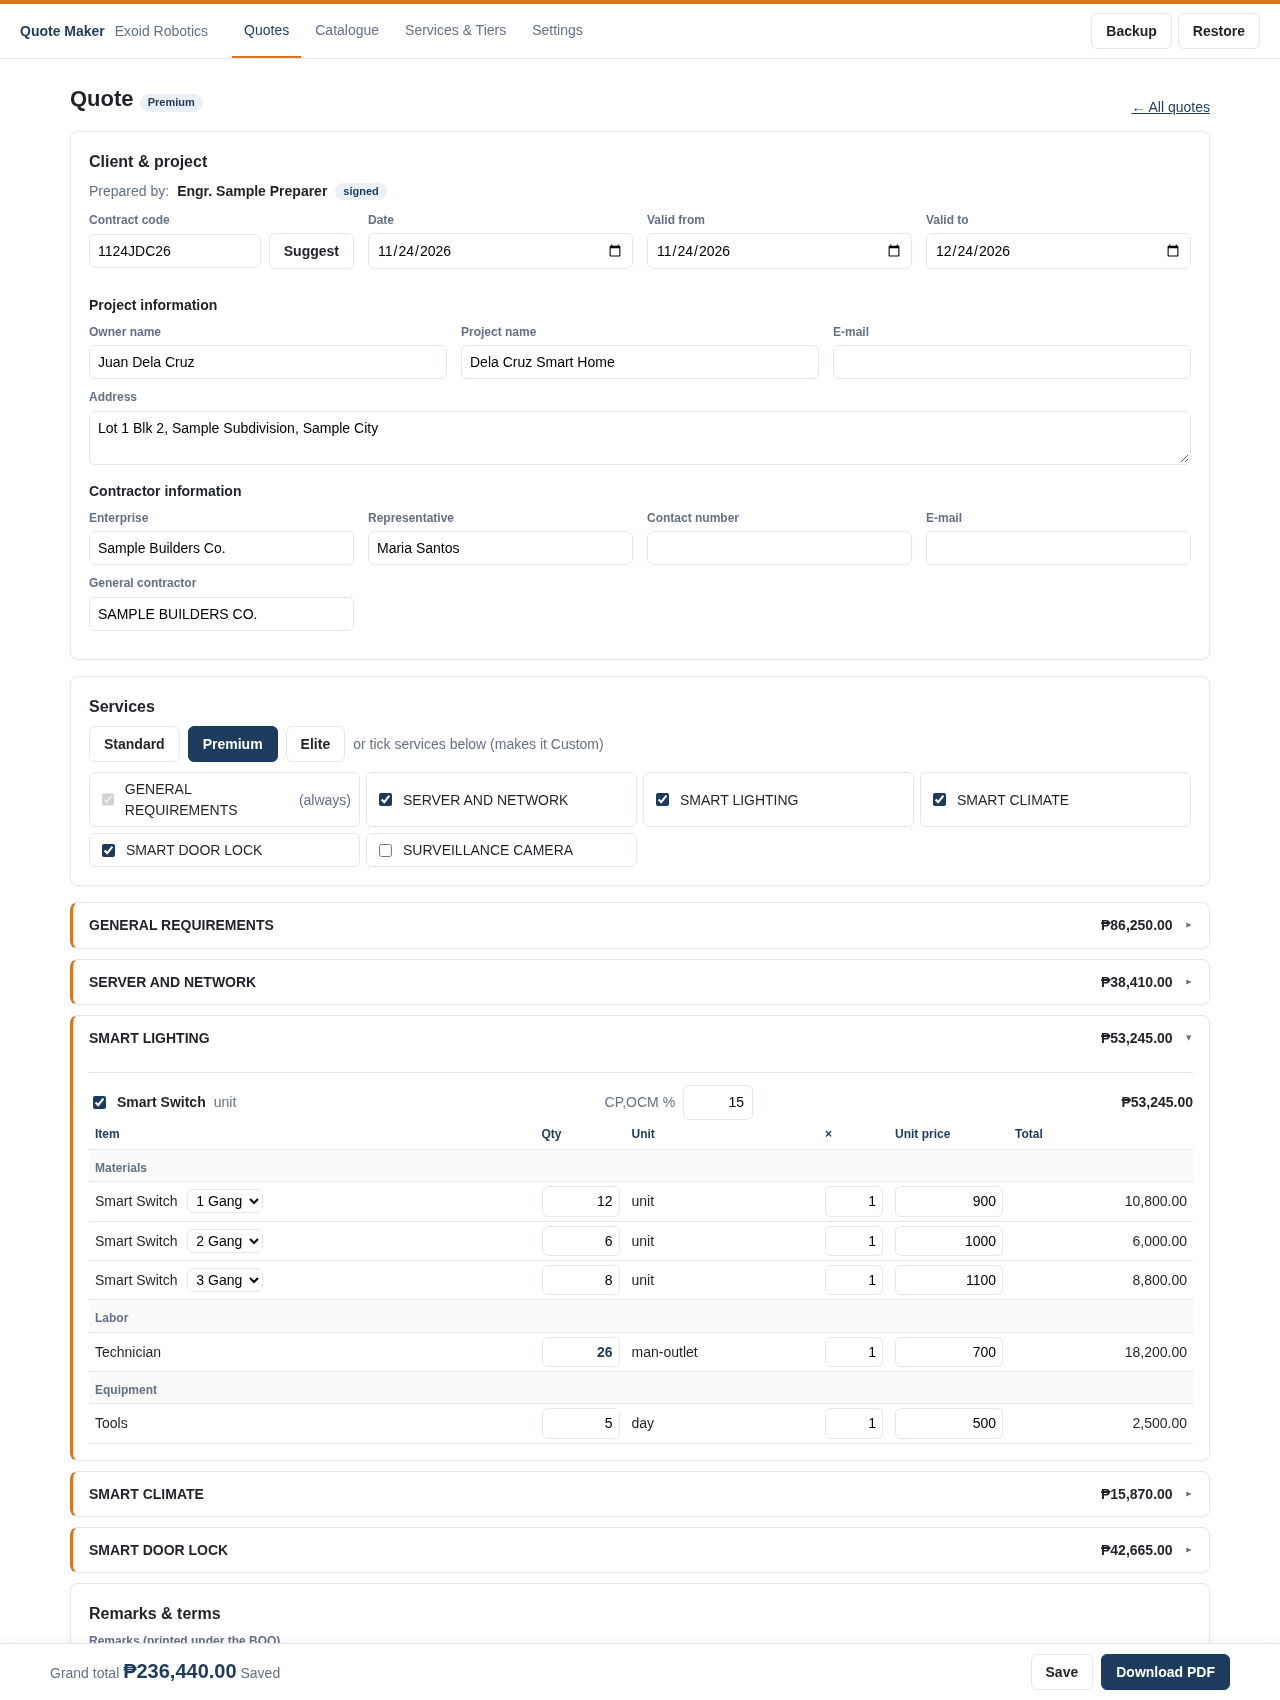 Quote Maker Exoid Robotics Quotes Catalogue Services & Tiers Settings Backup Restore
Quote Premium
← All quotes
Client & project
Prepared by: Engr. Sample Preparer signed
Contract code Date Valid from Valid to
1124JDC26 Suggest 11/24/2026 11/24/2026 12/24/2026
Project information
Owner name Project name E-mail
Juan Dela Cruz Dela Cruz Smart Home
Address
Lot 1 Blk 2, Sample Subdivision, Sample City
Contractor information
Enterprise Representative Contact number E-mail
Sample Builders Co. Maria Santos
General contractor
SAMPLE BUILDERS CO.
Services
Standard Premium Elite or tick services below (makes it Custom)
GENERAL REQUIREMENTS (always) SERVER AND NETWORK SMART LIGHTING SMART CLIMATE
SMART DOOR LOCK SURVEILLANCE CAMERA
GENERAL REQUIREMENTS ₱86,250.00 ▸
SERVER AND NETWORK ₱38,410.00 ▸
SMART LIGHTING ₱53,245.00 ▾
Smart Switch unit CP,OCM % 15 ₱53,245.00
Item Qty Unit × Unit price Total
Materials
Smart Switch 1 Gang 12 unit 1 900 10,800.00
Smart Switch 2 Gang 6 unit 1 1000 6,000.00
Smart Switch 3 Gang 8 unit 1 1100 8,800.00
Labor
Technician 26 man-outlet 1 700 18,200.00
Equipment
Tools 5 day 1 500 2,500.00
SMART CLIMATE ₱15,870.00 ▸
SMART DOOR LOCK ₱42,665.00 ▸
Remarks & terms
Remarks (printed under the BOQ)
Grand total ₱236,440.00 Saved Save Download PDF